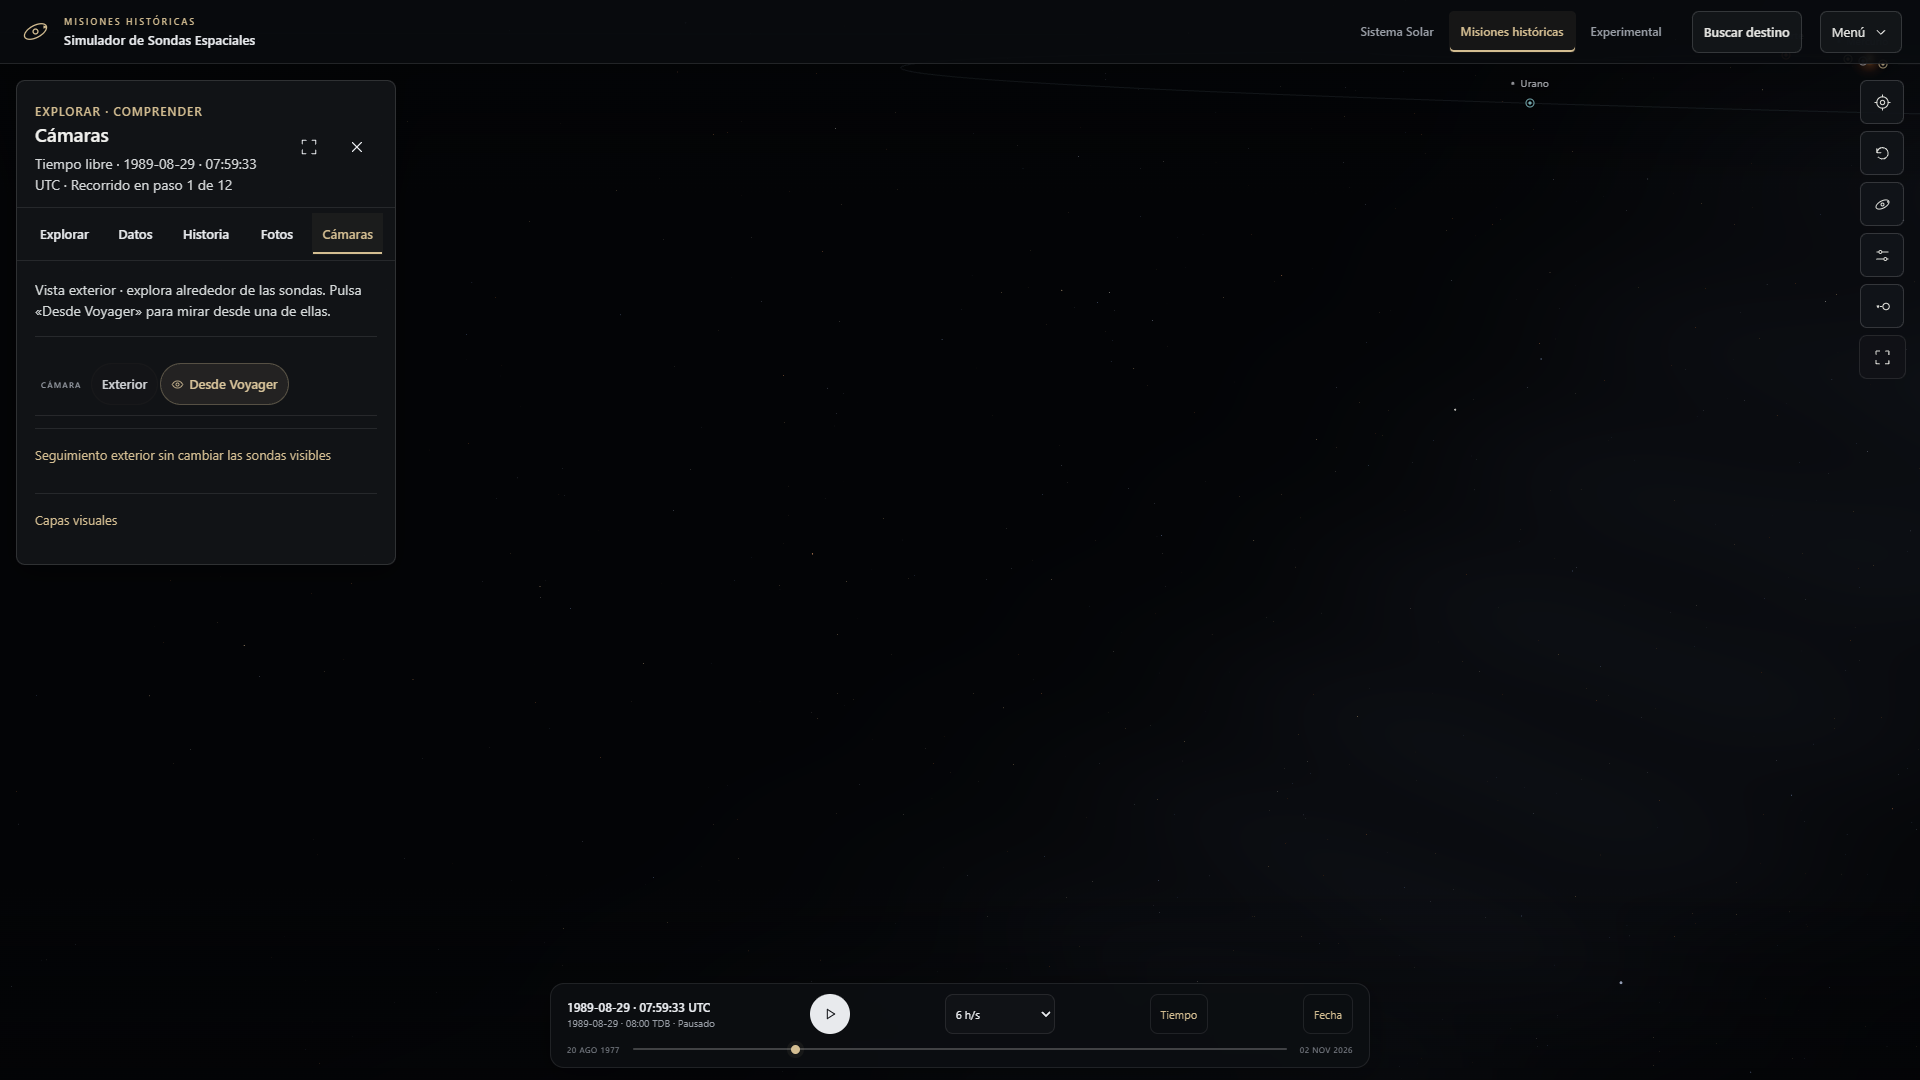 MISIONES HISTÓRICAS
Simulador de Sondas Espaciales
Sistema Solar
Misiones históricas
Experimental
Buscar destino
Menú
Urano
EXPLORAR · COMPRENDER
Cámaras
Tiempo libre · 1989-08-29 · 07:59:33
UTC · Recorrido en paso 1 de 12
Explorar
Datos
Historia
Fotos
Cámaras
Vista exterior · explora alrededor de las sondas. Pulsa
«Desde Voyager» para mirar desde una de ellas.
CÁMARA
Exterior
Desde Voyager
Seguimiento exterior sin cambiar las sondas visibles
Capas visuales
1989-08-29 · 07:59:33 UTC
1989-08-29 · 08:00 TDB · Pausado
6 h/s
Tiempo
Fecha
20 AGO 1977
02 NOV 2026